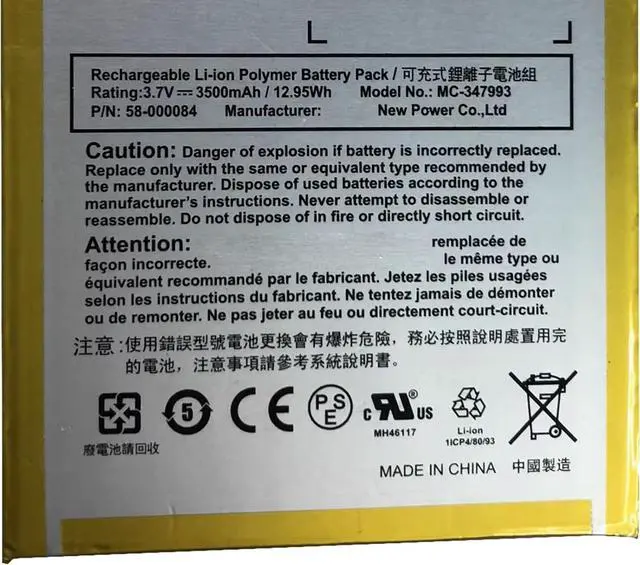 Rechargeable Li-ion Polymer Battery Pack / 可充式鋰離子電池組
Rating:3.7V⎓3500mAh / 12.95Wh Model No.: MC-347993
P/N: 58-000084 Manufacturer: New Power Co.,Ltd
Caution: Danger of explosion if battery is incorrectly replaced.
Replace only with the same or equivalent type recommended by
the manufacturer. Dispose of used batteries according to the
manufacturer's instructions. Never attempt to disassemble or
reassemble. Do not dispose of in fire or directly short circuit.
Attention: remplacée de
façon incorrecte. le même type ou
équivalent recommandé par le fabricant. Jetez les piles usagées
selon les instructions du fabricant. Ne tentez jamais de démonter
ou de remonter. Ne pas jeter au feu ou directement court-circuit.
注意:使用錯誤型號電池更換會有爆炸危險，務必按照說明處置用完
的電池，注意事項請參考系統說明書。
5 CE PSE c RU ® US
MH46117
Li-ion
1ICP4/80/93
廢電池請回收
MADE IN CHINA 中國製造